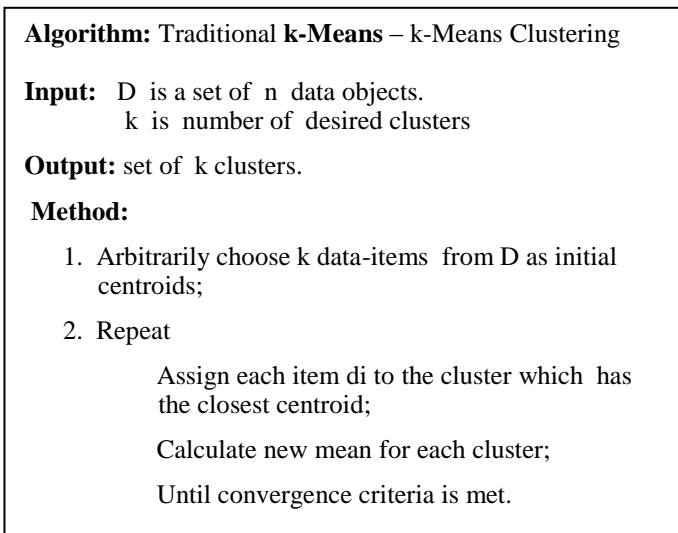 Algorithm: Traditional k-Means – k-Means Clustering
Input: D is a set of n data objects.
k is number of desired clusters
Output: set of k clusters.
Method:
1. Arbitrarily choose k data-items from D as initial
centroids;
2. Repeat
Assign each item di to the cluster which has
the closest centroid;
Calculate new mean for each cluster;
Until convergence criteria is met.